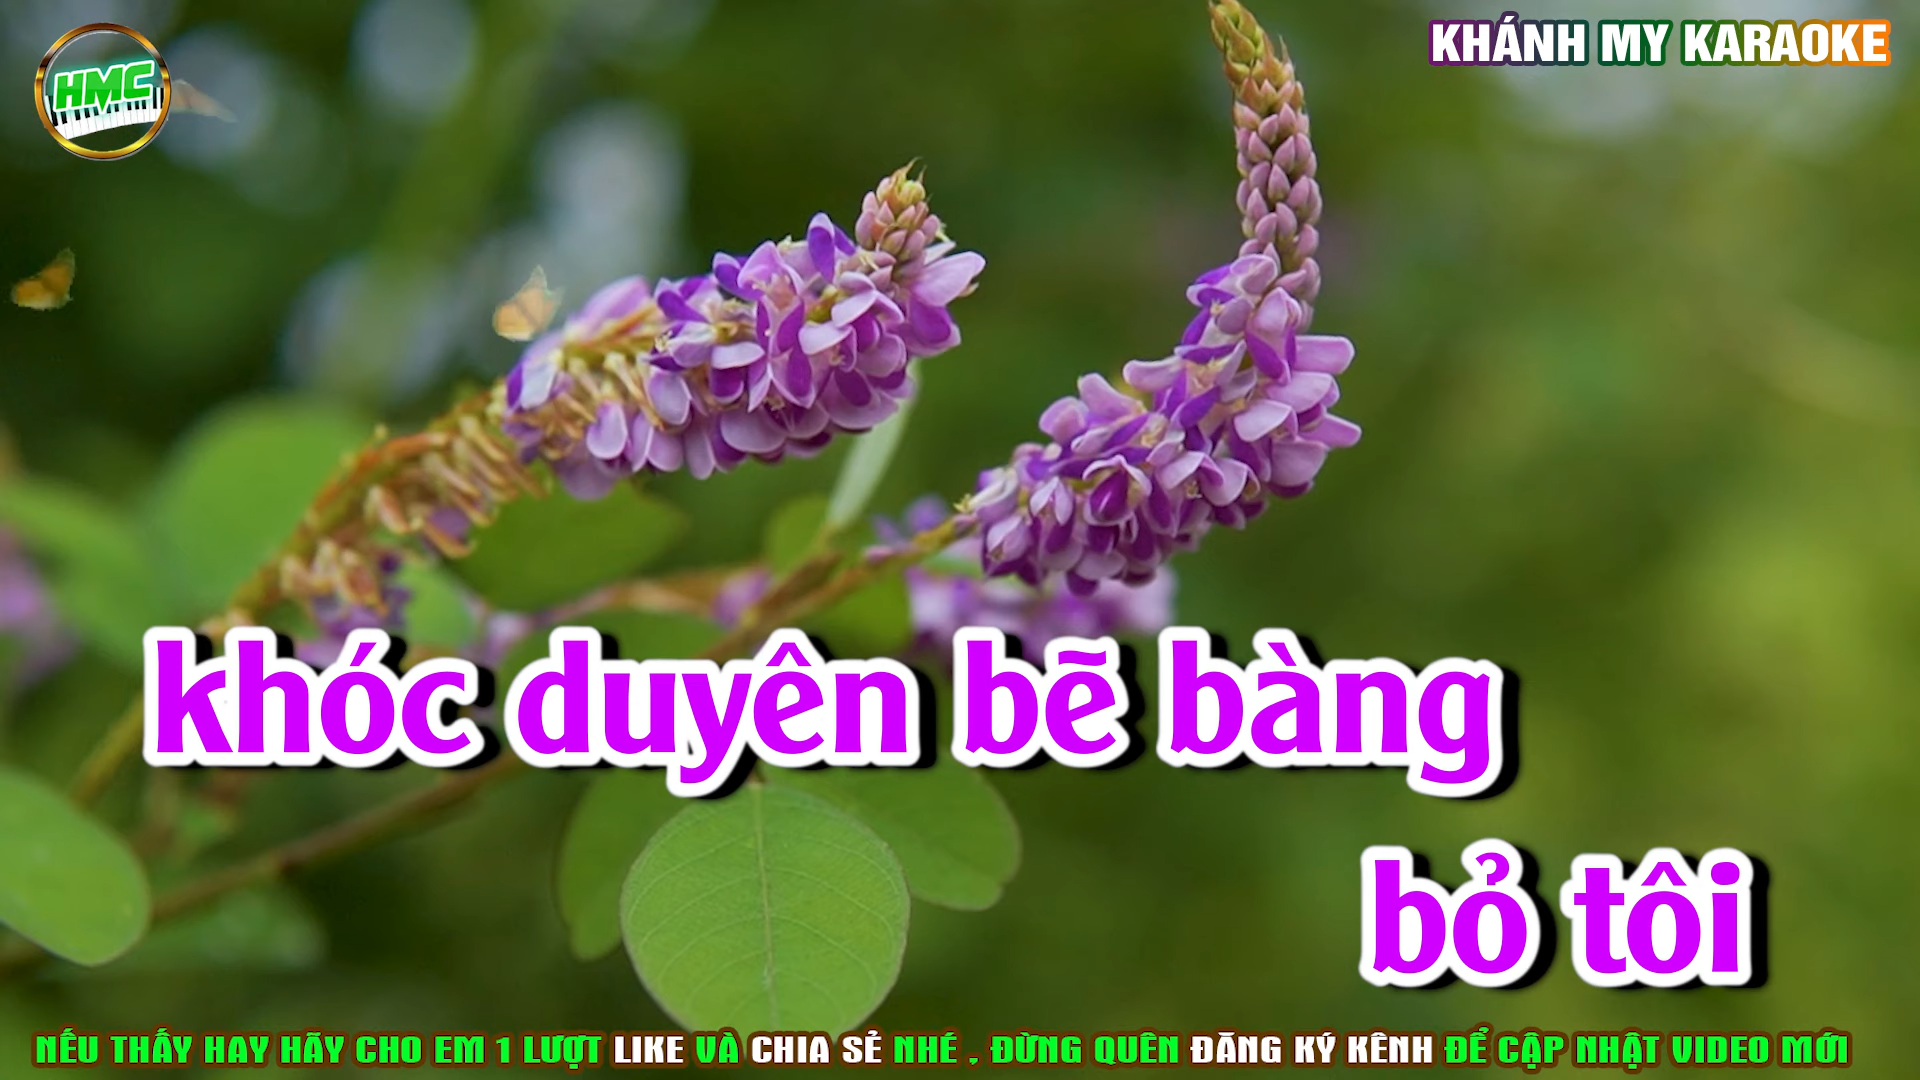 HMC
KHÁNH MY KARAOKE
khóc duyên bẽ bàng
bỏ tôi
NẾU THẤY HAY HÃY CHO EM 1 LƯỢT LIKE VÀ CHIA SẺ NHÉ , ĐỪNG QUÊN ĐĂNG KÝ KÊNH ĐỂ CẬP NHẬT VIDEO MỚI